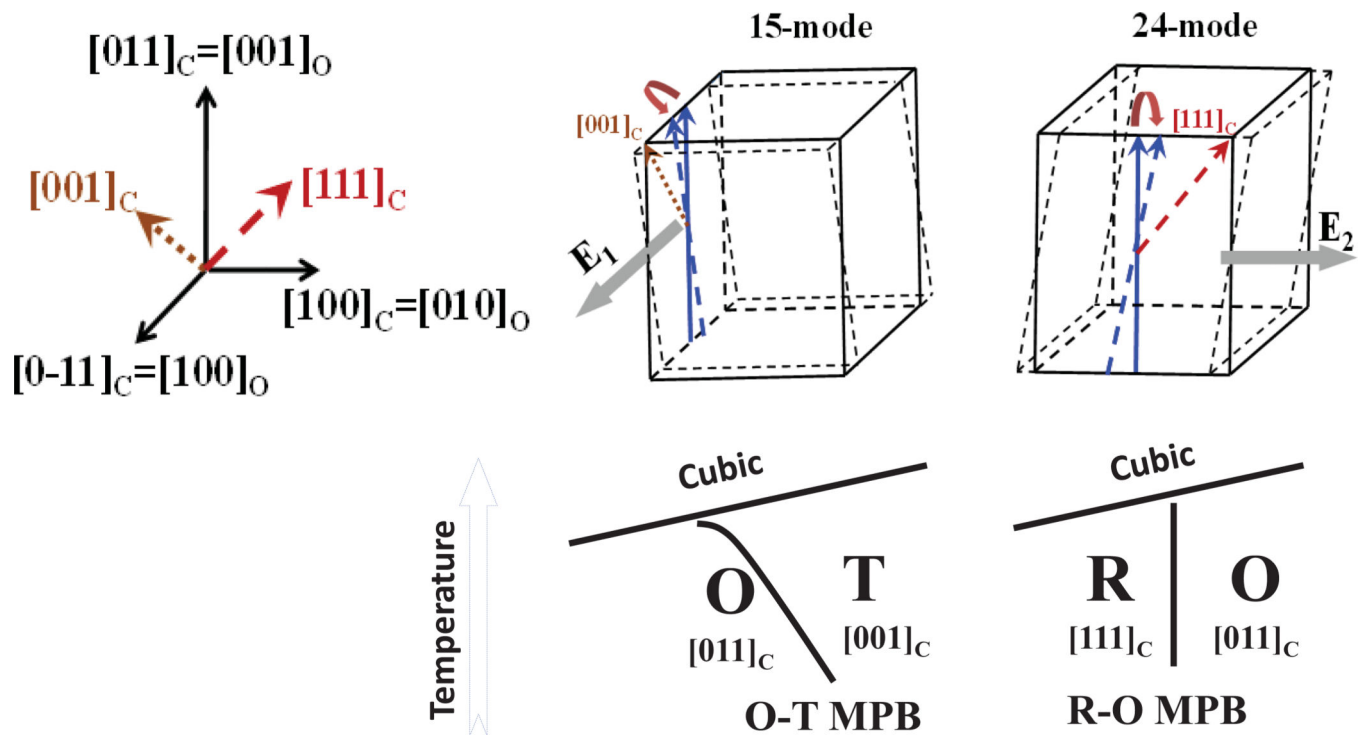 [011]C=[001]O
[001]C
[111]C
[100]C=[010]O
[0-11]C=[100]O
15-mode
[001]C
E1
24-mode
[111]C
E2
Temperature
Cubic
O
[011]C
T
[001]C
O-T MPB
Cubic
R
[111]C
O
[011]C
R-O MPB